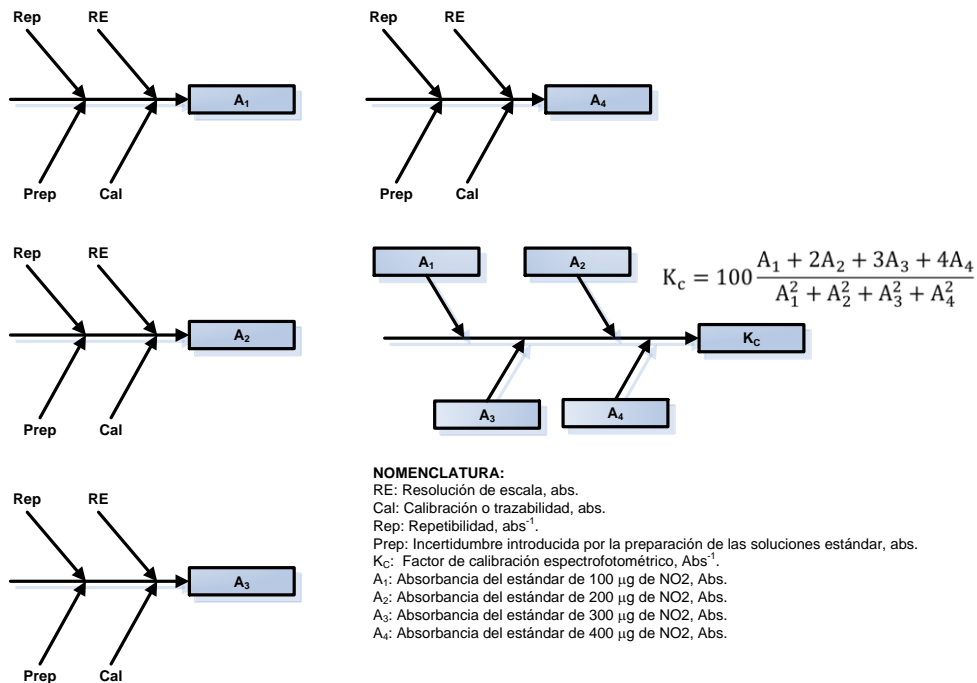 Rep RE
A₁
Prep Cal
Rep RE
A₄
Prep Cal
Rep RE
A₂
Prep Cal
A₁ A₂
K_C = 100 (A₁ + 2A₂ + 3A₃ + 4A₄) / (A₁² + A₂² + A₃² + A₄²)
K_C
A₃ A₄
Rep RE
A₃
Prep Cal
NOMENCLATURA:
RE: Resolución de escala, abs.
Cal: Calibración o trazabilidad, abs.
Rep: Repetibilidad, abs⁻¹.
Prep: Incertidumbre introducida por la preparación de las soluciones estándar, abs.
K_C: Factor de calibración espectrofotométrico, Abs⁻¹.
A₁: Absorbancia del estándar de 100 μg de NO2, Abs.
A₂: Absorbancia del estándar de 200 μg de NO2, Abs.
A₃: Absorbancia del estándar de 300 μg de NO2, Abs.
A₄: Absorbancia del estándar de 400 μg de NO2, Abs.